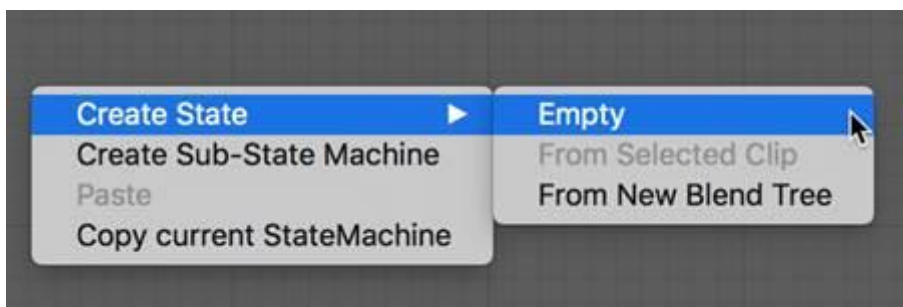 Create State
Create Sub-State Machine
Paste
Copy current StateMachine
Empty
From Selected Clip
From New Blend Tree